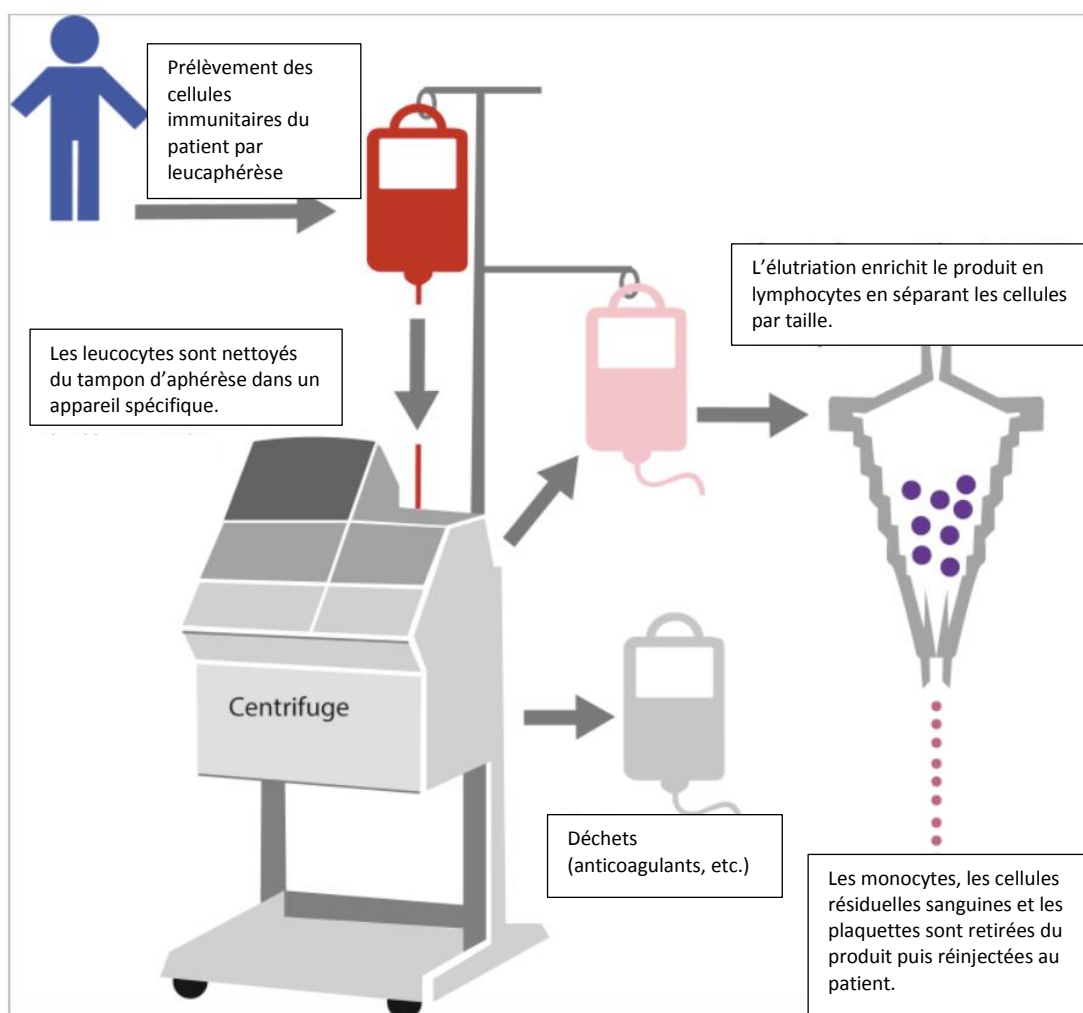 Prélèvement des
cellules
immunitaires du
patient par
leucaphérèse
L’élutriation enrichit le produit en
lymphocytes en séparant les cellules
par taille.
Les leucocytes sont nettoyés
du tampon d’aphérèse dans un
appareil spécifique.
Centrifuge
Déchets
(anticoagulants, etc.)
Les monocytes, les cellules
résiduelles sanguines et les
plaquettes sont retirées du
produit puis réinjectées au
patient.